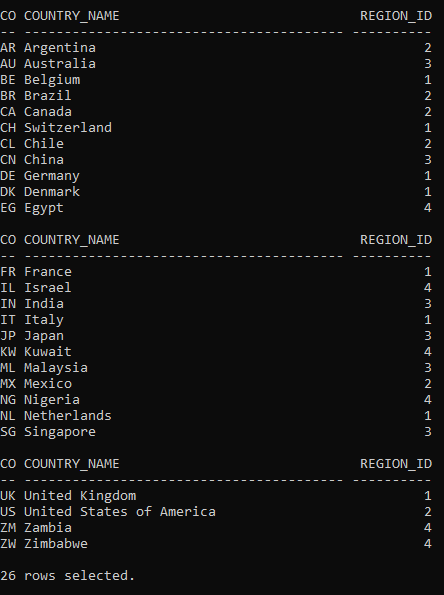 CO COUNTRY_NAME                              REGION_ID
-- ---------------------------------------- ----------
AR Argentina                                         2
AU Australia                                         3
BE Belgium                                           1
BR Brazil                                            2
CA Canada                                            2
CH Switzerland                                       1
CL Chile                                             2
CN China                                             3
DE Germany                                           1
DK Denmark                                           1
EG Egypt                                             4

CO COUNTRY_NAME                              REGION_ID
-- ---------------------------------------- ----------
FR France                                            1
IL Israel                                            4
IN India                                             3
IT Italy                                             1
JP Japan                                             3
KW Kuwait                                            4
ML Malaysia                                          3
MX Mexico                                            2
NG Nigeria                                           4
NL Netherlands                                       1
SG Singapore                                         3

CO COUNTRY_NAME                              REGION_ID
-- ---------------------------------------- ----------
UK United Kingdom                                    1
US United States of America                          2
ZM Zambia                                            4
ZW Zimbabwe                                          4

26 rows selected.